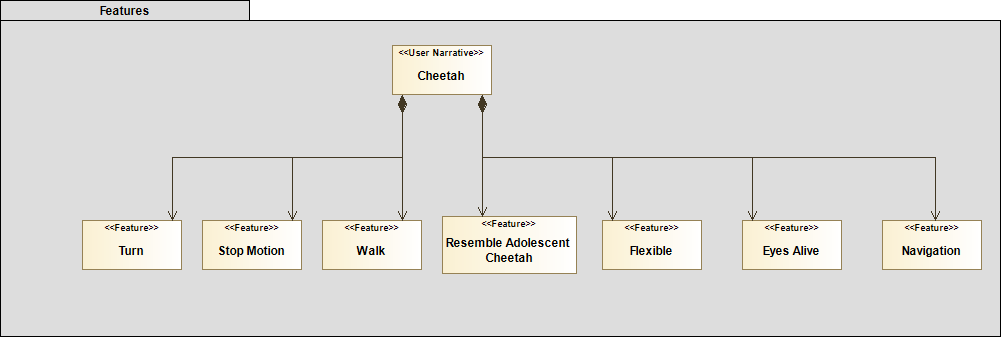 Features
<<User Narrative>>
Cheetah
<<Feature>>
Turn
<<Feature>>
Stop Motion
<<Feature>>
Walk
<<Feature>>
Resemble Adolescent
Cheetah
<<Feature>>
Flexible
<<Feature>>
Eyes Alive
<<Feature>>
Navigation